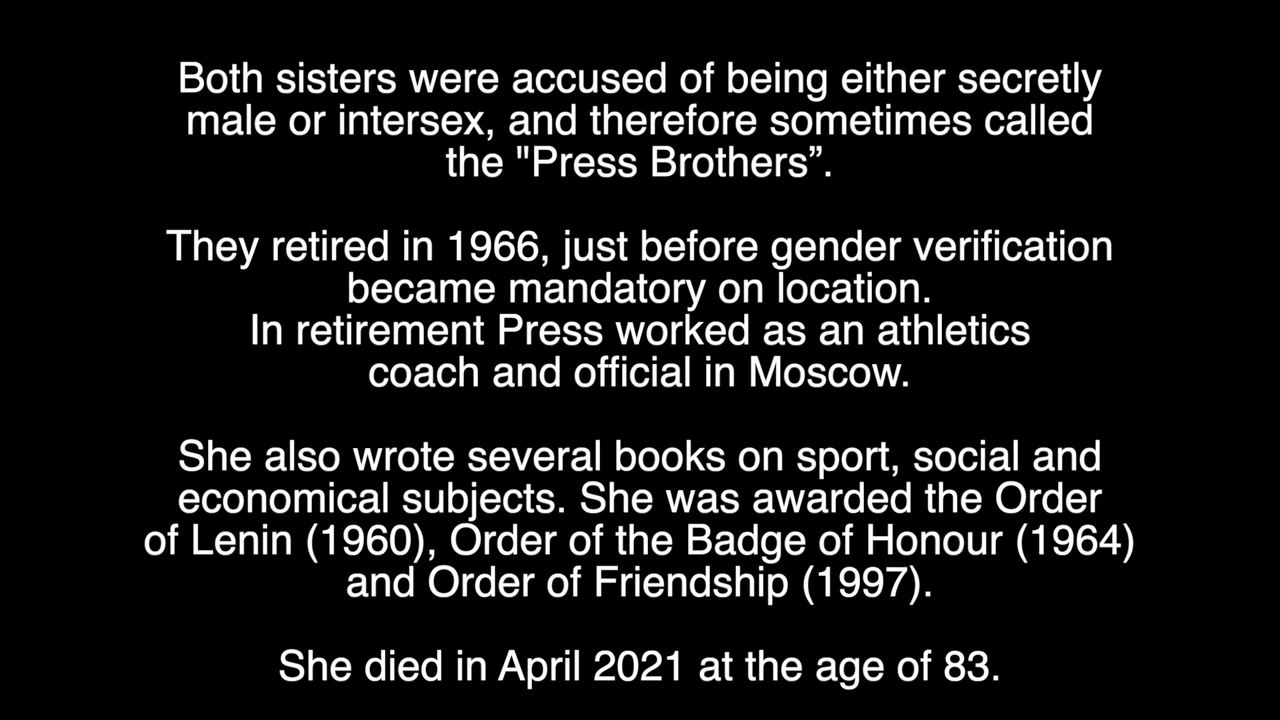 Both sisters were accused of being either secretly
male or intersex, and therefore sometimes called
the "Press Brothers”.
They retired in 1966, just before gender verification
became mandatory on location.
In retirement Press worked as an athletics
coach and official in Moscow.
She also wrote several books on sport, social and
economical subjects. She was awarded the Order
of Lenin (1960), Order of the Badge of Honour (1964)
and Order of Friendship (1997).
She died in April 2021 at the age of 83.